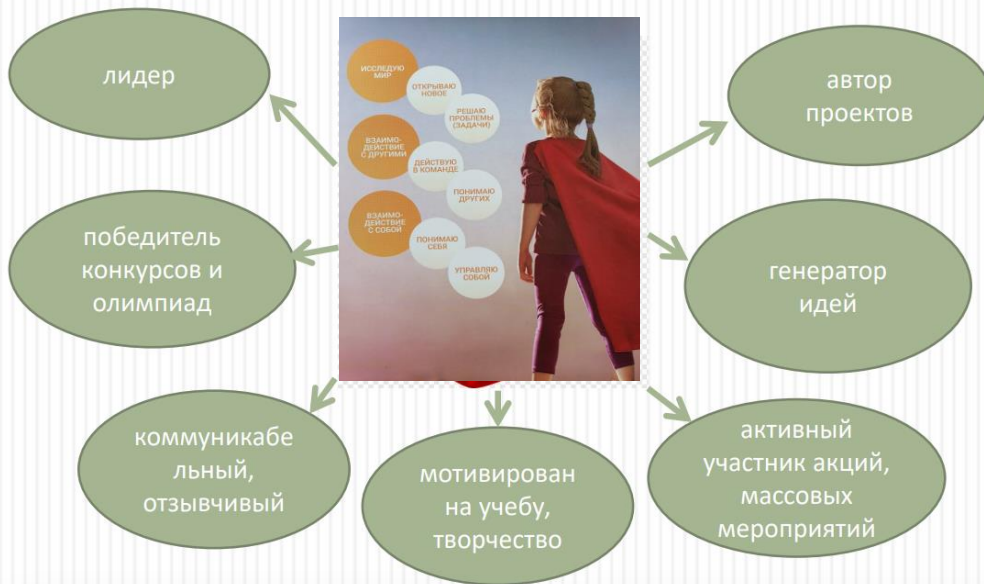 лидер
победитель
конкурсов и
олимпиад
коммуникабе
льный,
отзывчивый
ИССЛЕДУЮ
МИР
ОТКРЫВАЮ
НОВОЕ
РЕШАЮ
ПРОБЛЕМЫ
(ЗАДАЧИ)
ВЗАИМО-
ДЕЙСТВИЕ
С ДРУГИМИ
ДЕЙСТВУЮ
В КОМАНДЕ
ПОНИМАЮ
ДРУГИХ
ВЗАИМО-
ДЕЙСТВИЕ
С СОБОЙ
ПОНИМАЮ
СЕБЯ
УПРАВЛЯЮ
СОБОЙ
мотивирован
на учебу,
творчество
автор
проектов
генератор
идей
активный
участник акций,
массовых
мероприятий